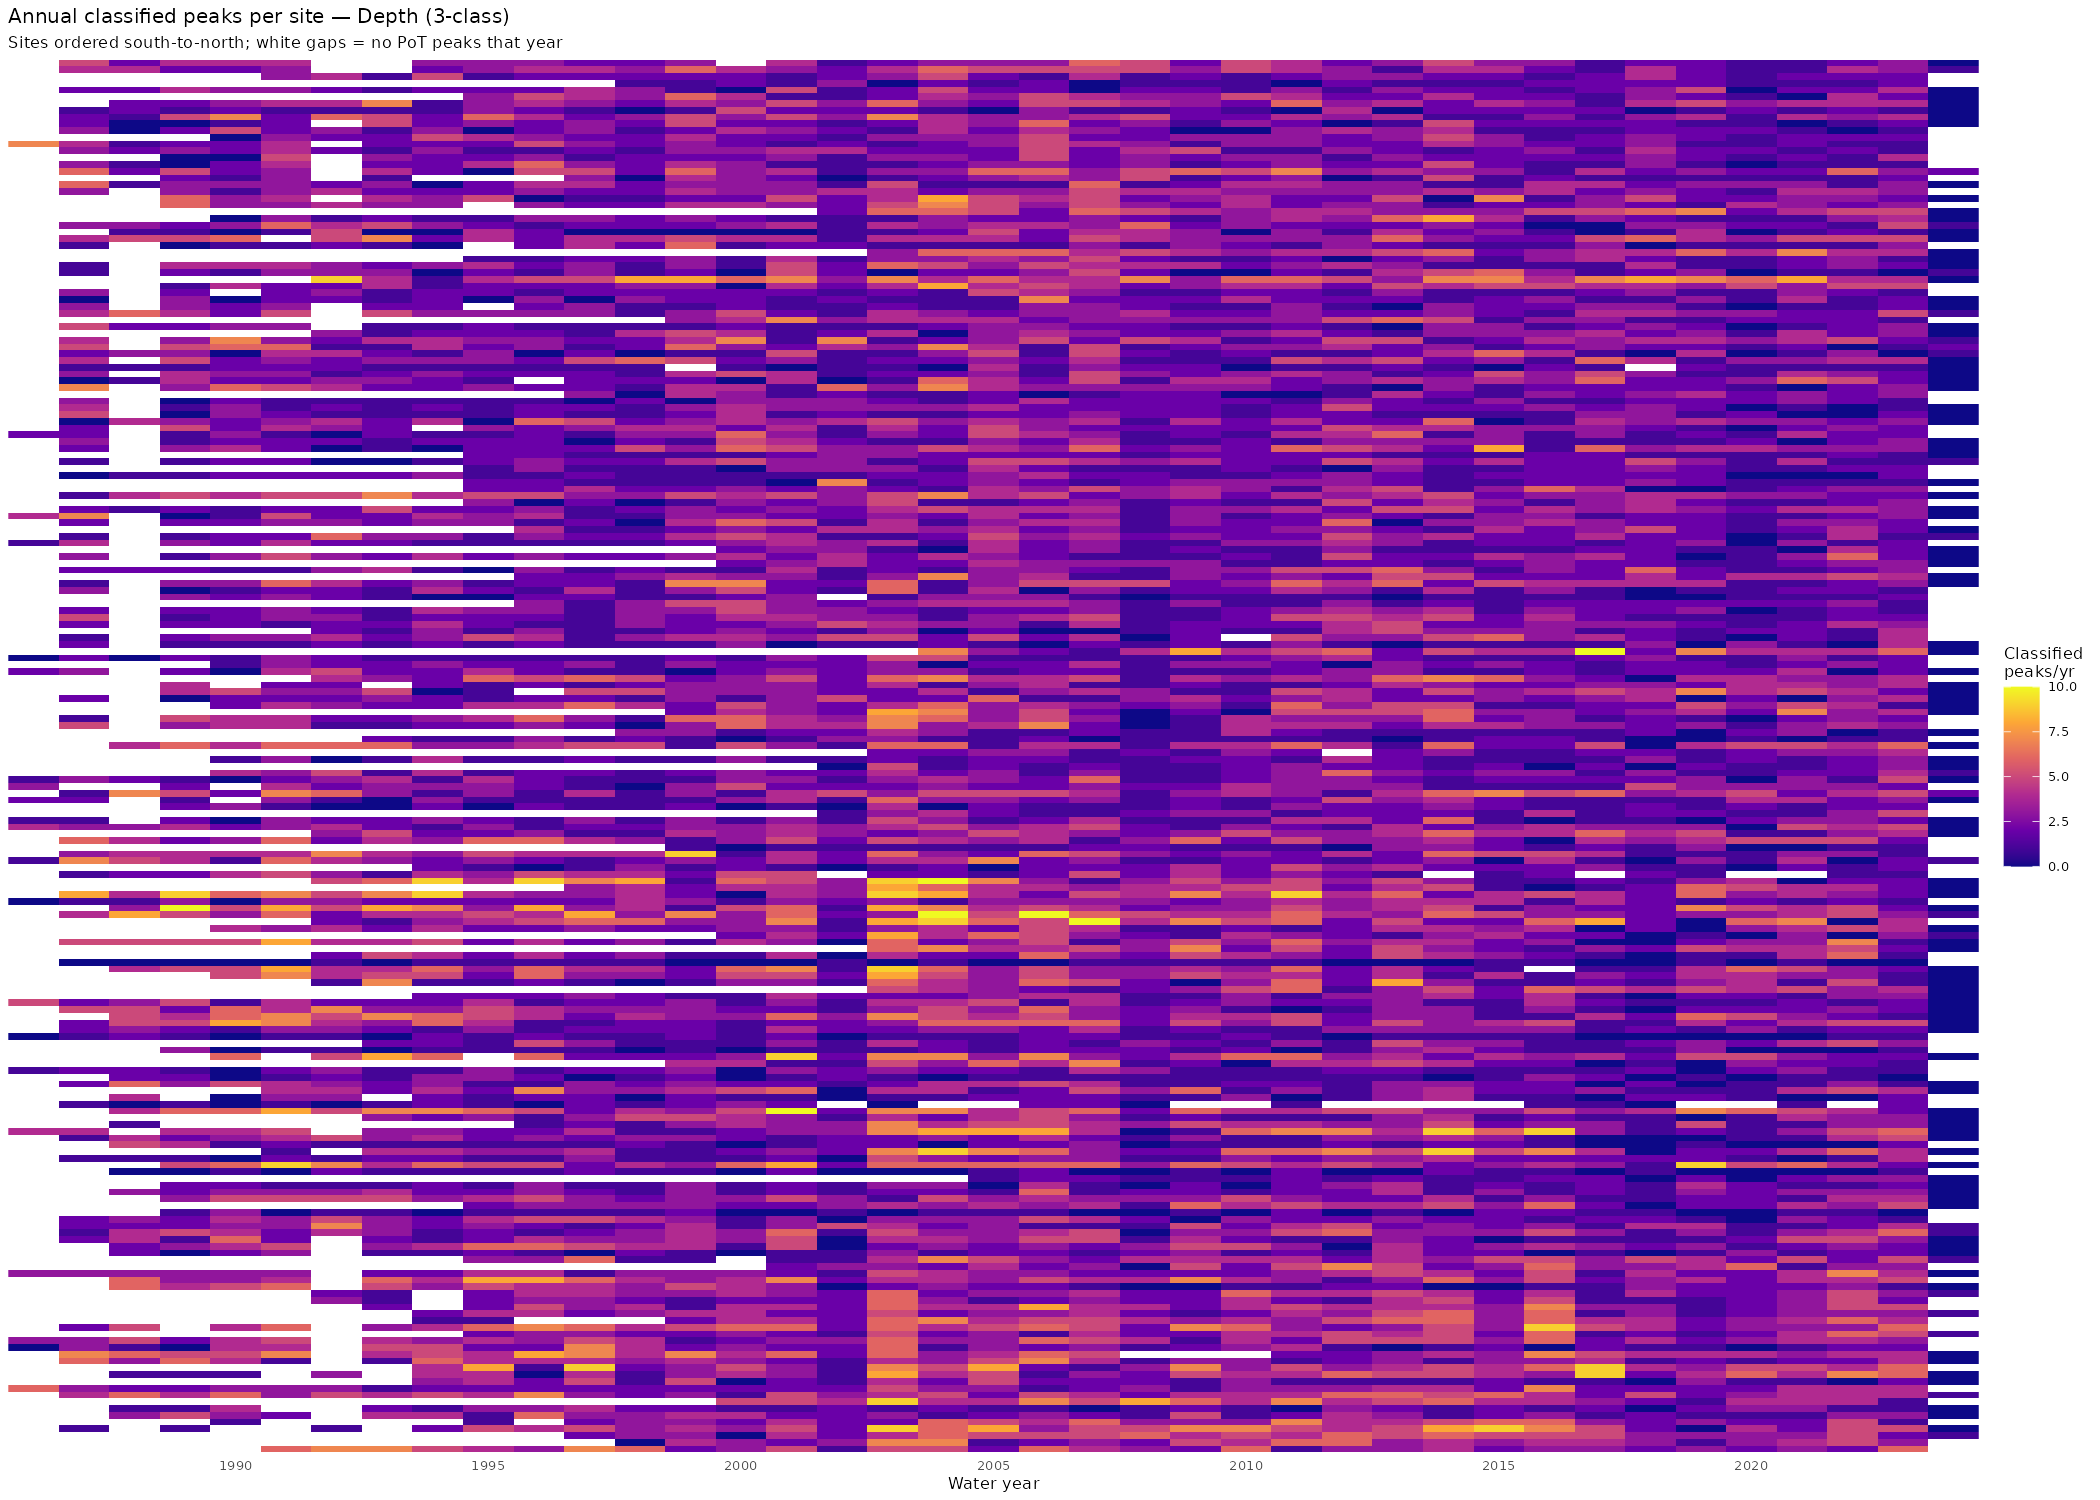 Annual classified peaks per site — Depth (3-class)
Sites ordered south-to-north; white gaps = no PoT peaks that year
Classified
peaks/yr
10.0
7.5
5.0
2.5
0.0
1990 1995 2000 2005 2010 2015 2020
Water year